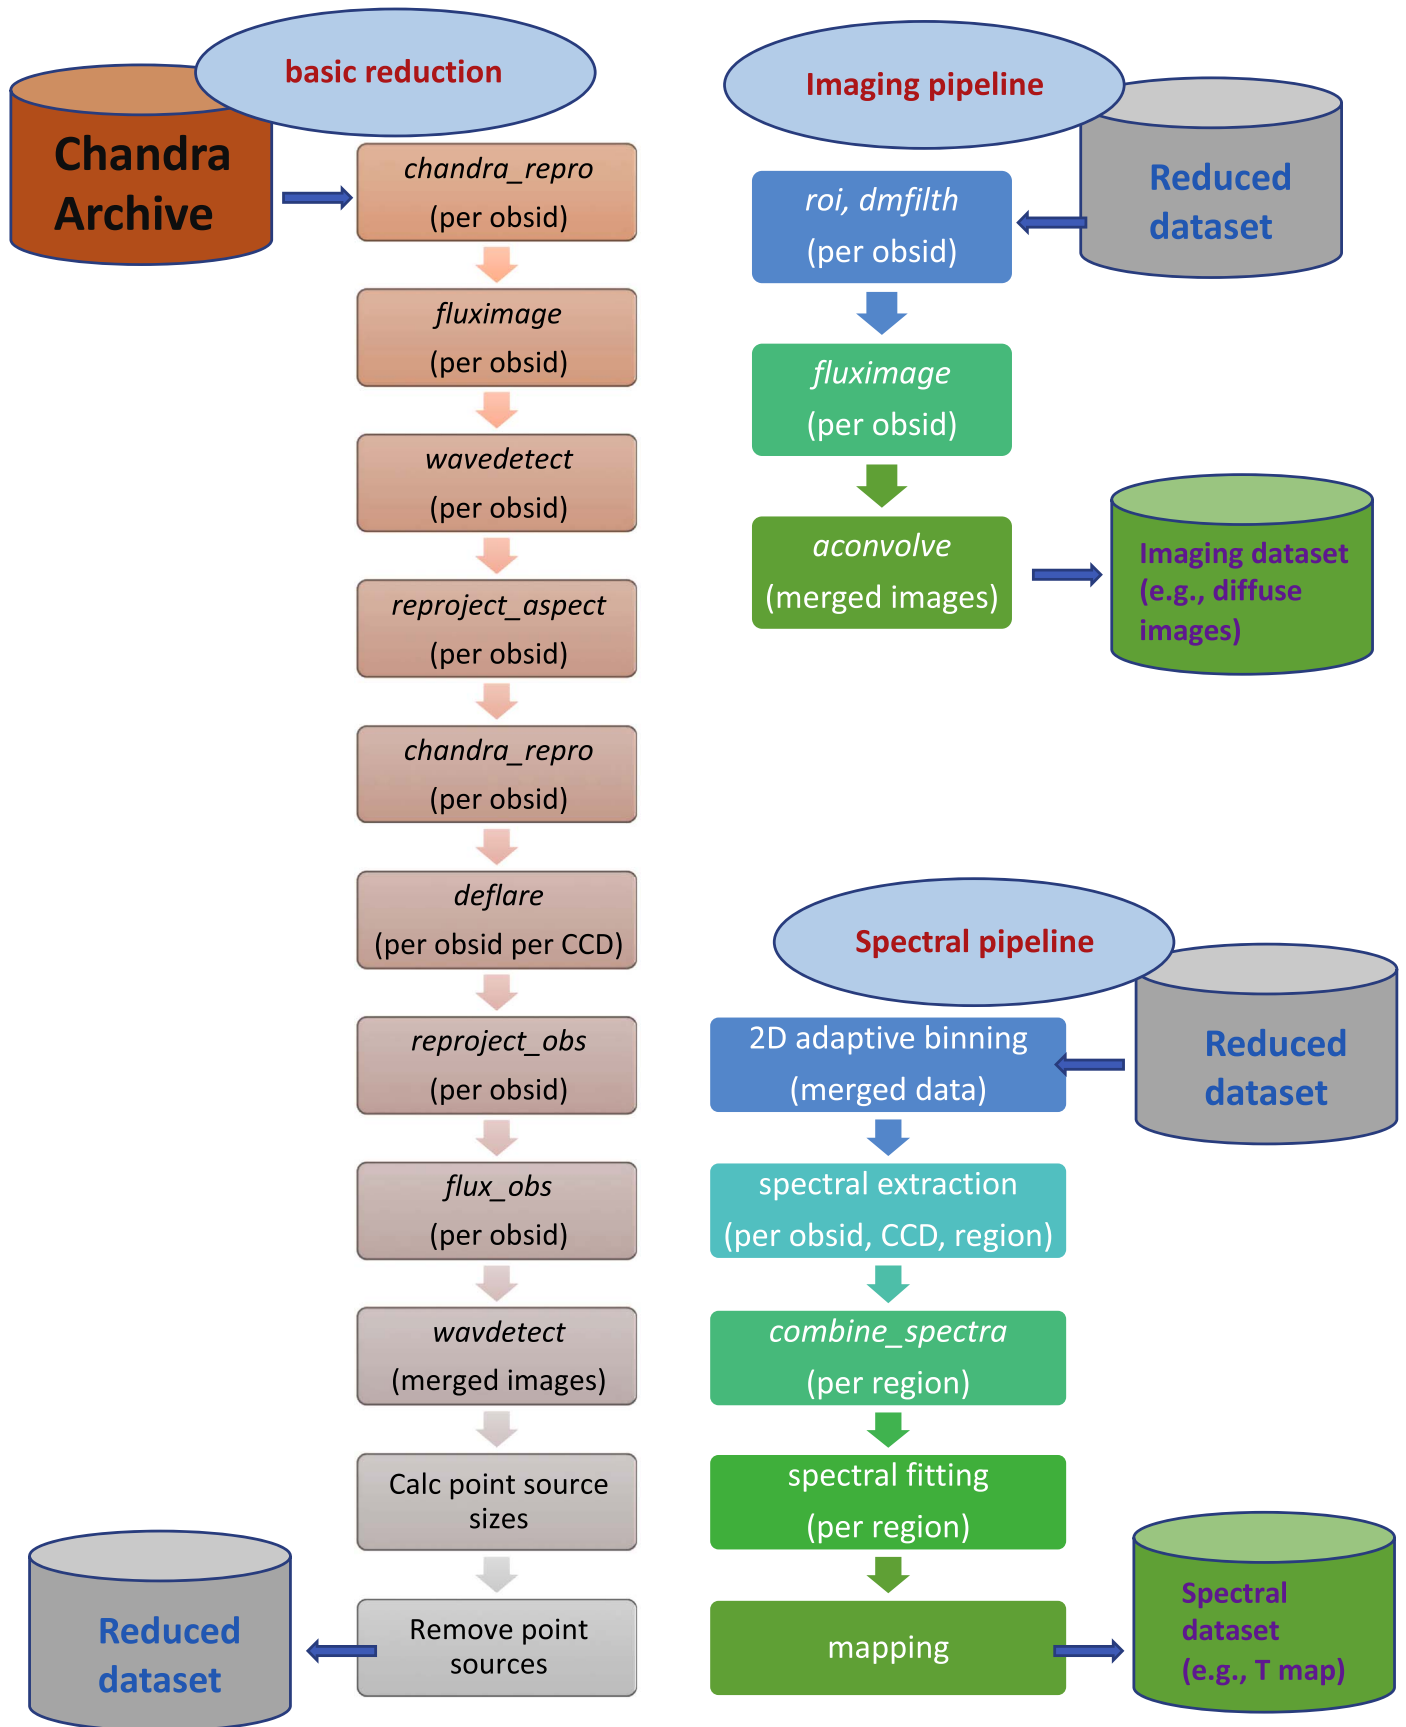 basic reduction
Chandra
Archive
chandra_repro
(per obsid)
fluximage
(per obsid)
wavedetect
(per obsid)
reproject_aspect
(per obsid)
chandra_repro
(per obsid)
deflare
(per obsid per CCD)
reproject_obs
(per obsid)
flux_obs
(per obsid)
wavdetect
(merged images)
Calc point source
sizes
Remove point
sources
Reduced
dataset
Imaging pipeline
Reduced
dataset
roi, dmfilth
(per obsid)
fluximage
(per obsid)
aconvolve
(merged images)
Imaging dataset
(e.g., diffuse
images)
Spectral pipeline
Reduced
dataset
2D adaptive binning
(merged data)
spectral extraction
(per obsid, CCD, region)
combine_spectra
(per region)
spectral fitting
(per region)
mapping
Spectral
dataset
(e.g., T map)